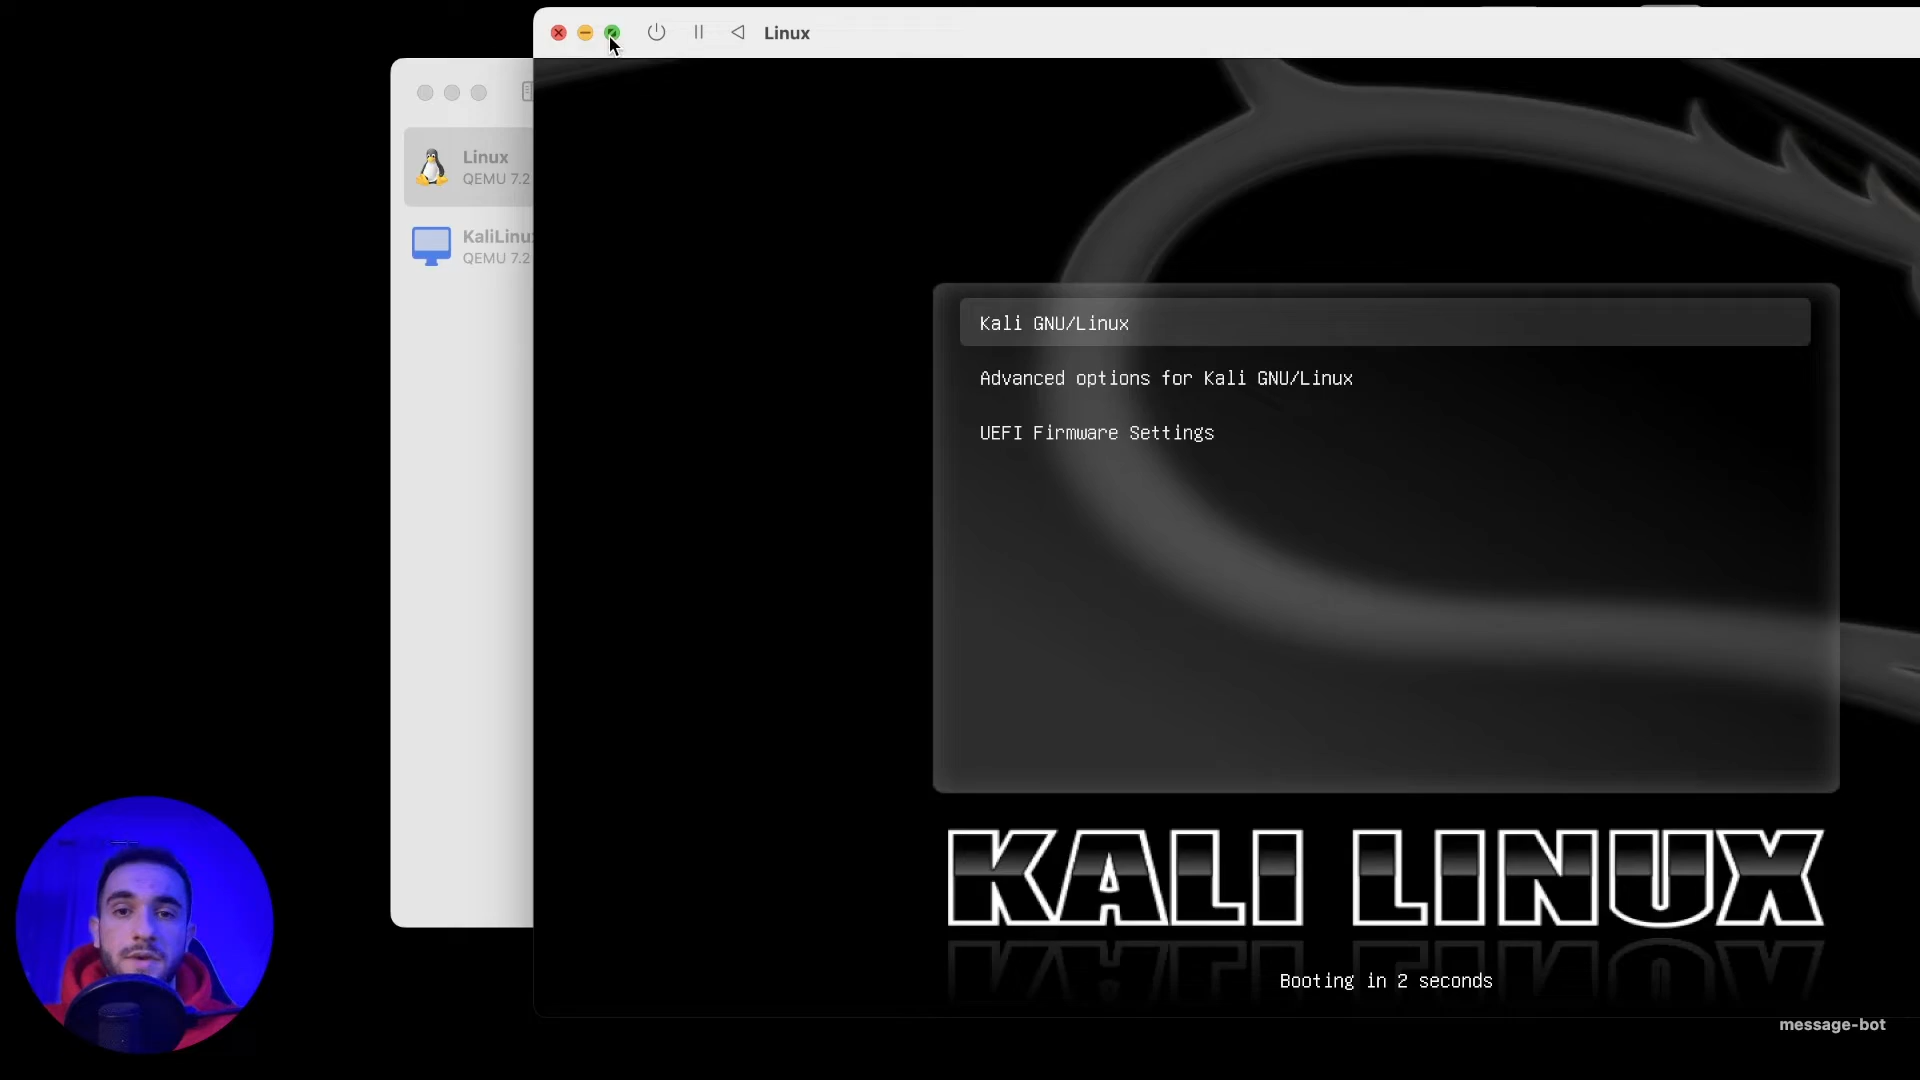 Linux
Linux
QEMU 7.2
KaliLinux
QEMU 7.2
Kali GNU/Linux
Advanced options for Kali GNU/Linux
UEFI Firmware Settings
KALI LINUX
Booting in 2 seconds
message-bot